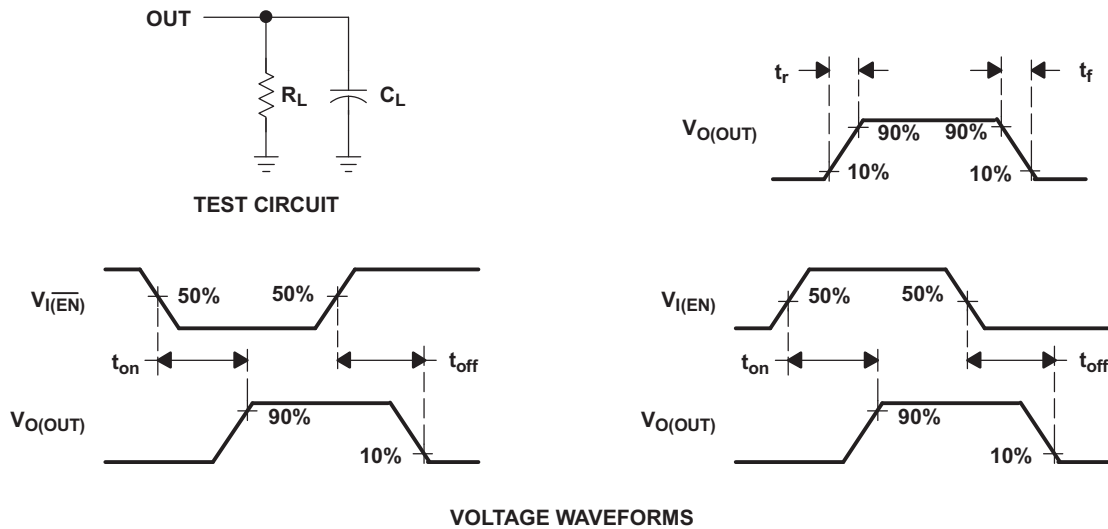 OUT
R_L
C_L
TEST CIRCUIT
t_r
t_f
V_O(OUT)
90%
90%
10%
10%
V_I(E̅N̅)
50%
50%
t_on
t_off
V_O(OUT)
90%
10%
V_I(EN)
50%
50%
t_on
t_off
V_O(OUT)
90%
10%
VOLTAGE WAVEFORMS